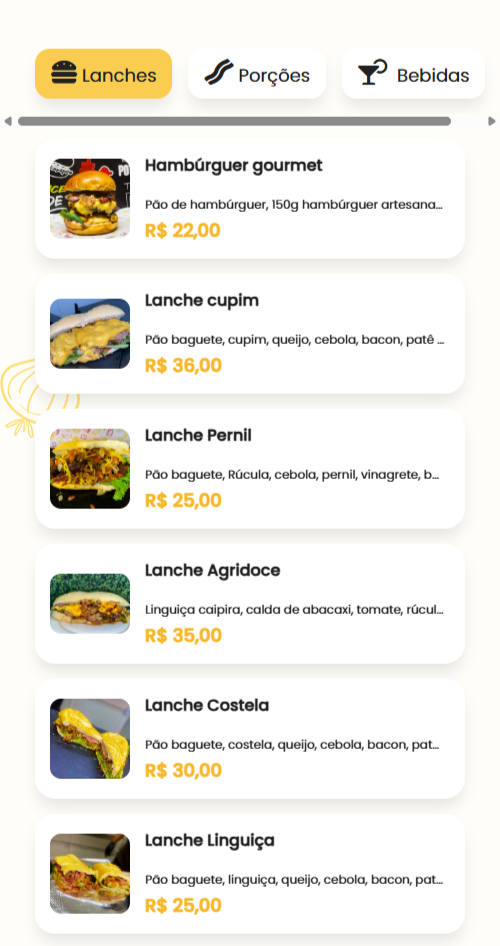 Lanches
Porções
Bebidas
Hambúrguer gourmet
Pão de hambúrguer, 150g hambúrguer artesana...
R$ 22,00
Lanche cupim
Pão baguete, cupim, queijo, cebola, bacon, patê ...
R$ 36,00
Lanche Pernil
Pão baguete, Rúcula, cebola, pernil, vinagrete, b...
R$ 25,00
Lanche Agridoce
Linguiça caipira, calda de abacaxi, tomate, rúcul...
R$ 35,00
Lanche Costela
Pão baguete, costela, queijo, cebola, bacon, pat...
R$ 30,00
Lanche Linguiça
Pão baguete, linguiça, queijo, cebola, bacon, pat...
R$ 25,00